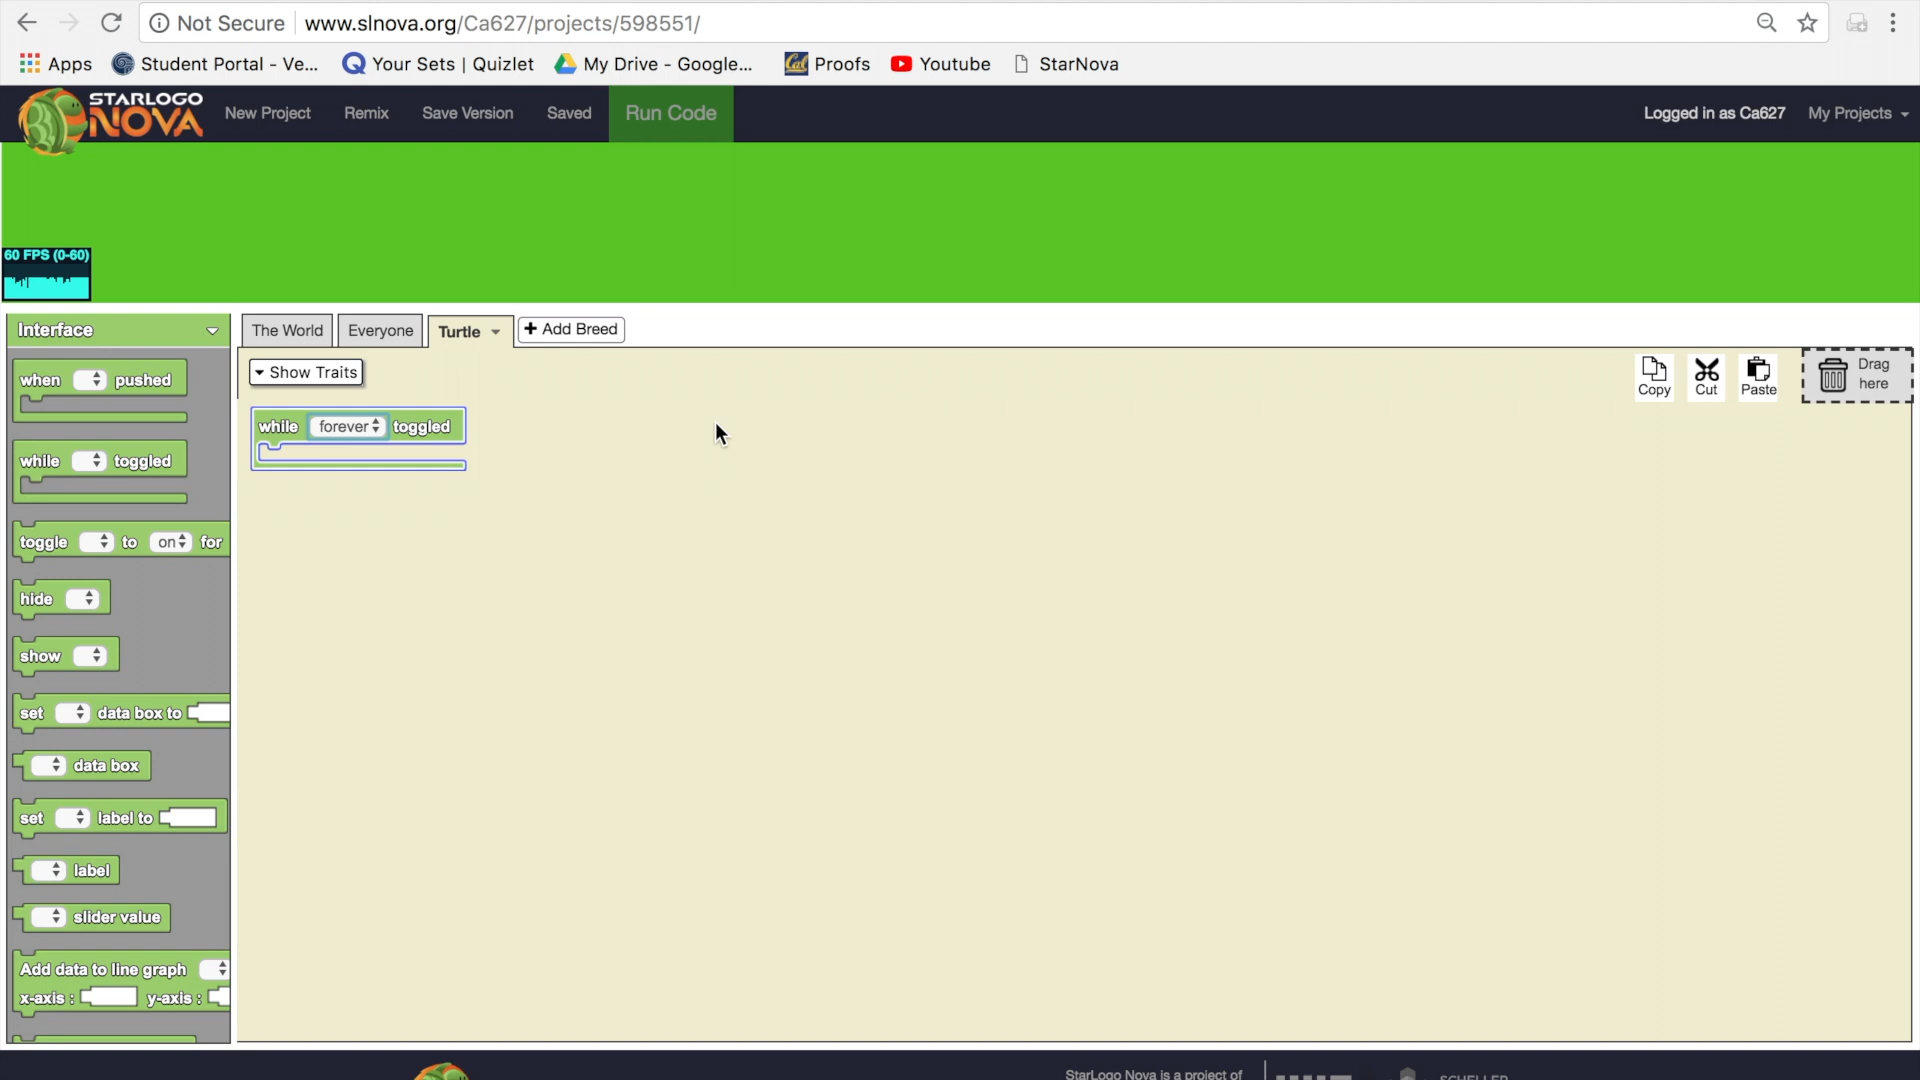 Not Secure www.slnova.org/Ca627/projects/598551/
Apps Student Portal - Ve... Your Sets | Quizlet My Drive - Google... Cal Proofs Youtube StarNova
STARLOGO
NOVA
New Project Remix Save Version Saved Run Code Logged in as Ca627 My Projects
60 FPS (0-60)
Interface
The World Everyone Turtle + Add Breed
Show Traits
Copy Cut Paste Drag
here
while forever toggled
when pushed
while toggled
toggle to on for
hide
show
set data box to
data box
set label to
label
slider value
Add data to line graph
x-axis : y-axis :
StarLogo Nova is a project of
SCHELLER